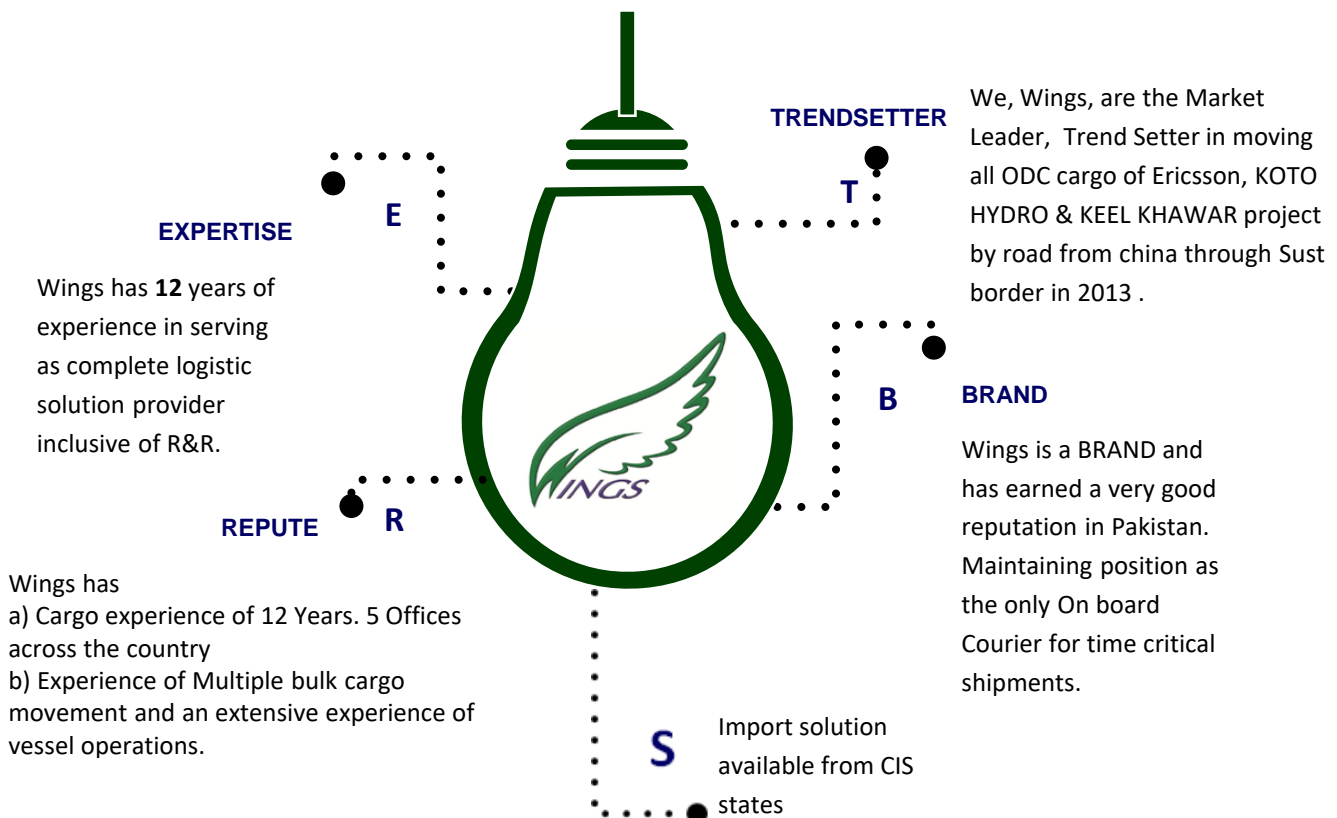 TRENDSETTER
T
We, Wings, are the Market
Leader, Trend Setter in moving
all ODC cargo of Ericsson, KOTO
HYDRO & KEEL KHAWAR project
by road from china through Sust
border in 2013 .
E
EXPERTISE
Wings has 12 years of
experience in serving
as complete logistic
solution provider
inclusive of R&R.
WINGS
B
BRAND
Wings is a BRAND and
has earned a very good
reputation in Pakistan.
Maintaining position as
the only On board
Courier for time critical
shipments.
R
REPUTE
Wings has
a) Cargo experience of 12 Years. 5 Offices
across the country
b) Experience of Multiple bulk cargo
movement and an extensive experience of
vessel operations.
S
Import solution
available from CIS
states